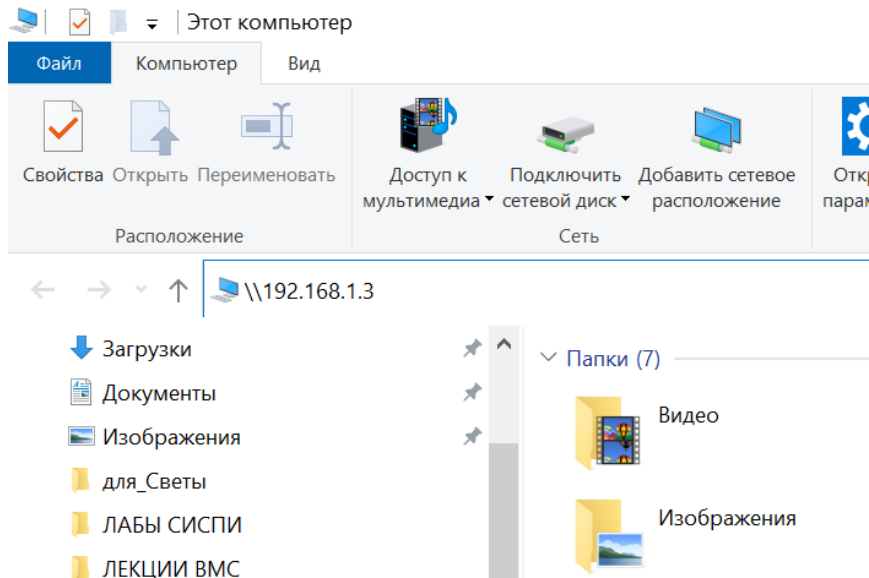 Этот компьютер
Файл Компьютер Вид
Свойства Открыть Переименовать Доступ к мультимедиа Подключить сетевой диск Добавить сетевое расположение
Расположение Сеть
\\192.168.1.3
Загрузки
Документы
Изображения
для_Светы
ЛАБЫ СИСПИ
ЛЕКЦИИ ВМС
Папки (7)
Видео
Изображения